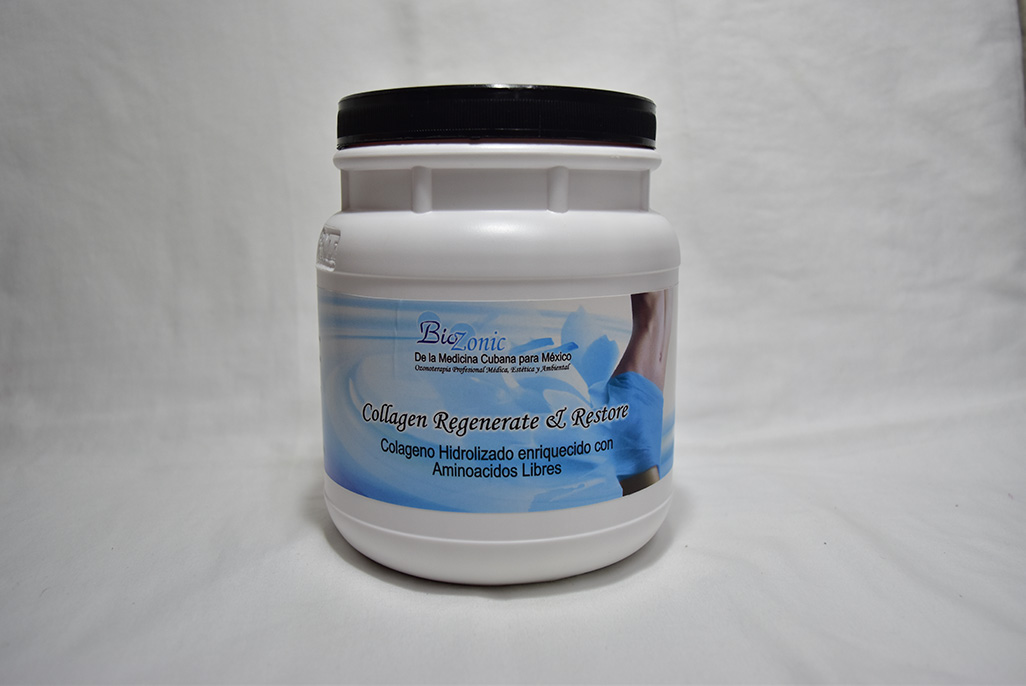 BioZonic
De la Medicina Cubana para México
Ozonoterapia Profesional Médica, Estética y Ambiental
Collagen Regenerate & Restore
Colageno Hidrolizado enriquecido con
Aminoacidos Libres